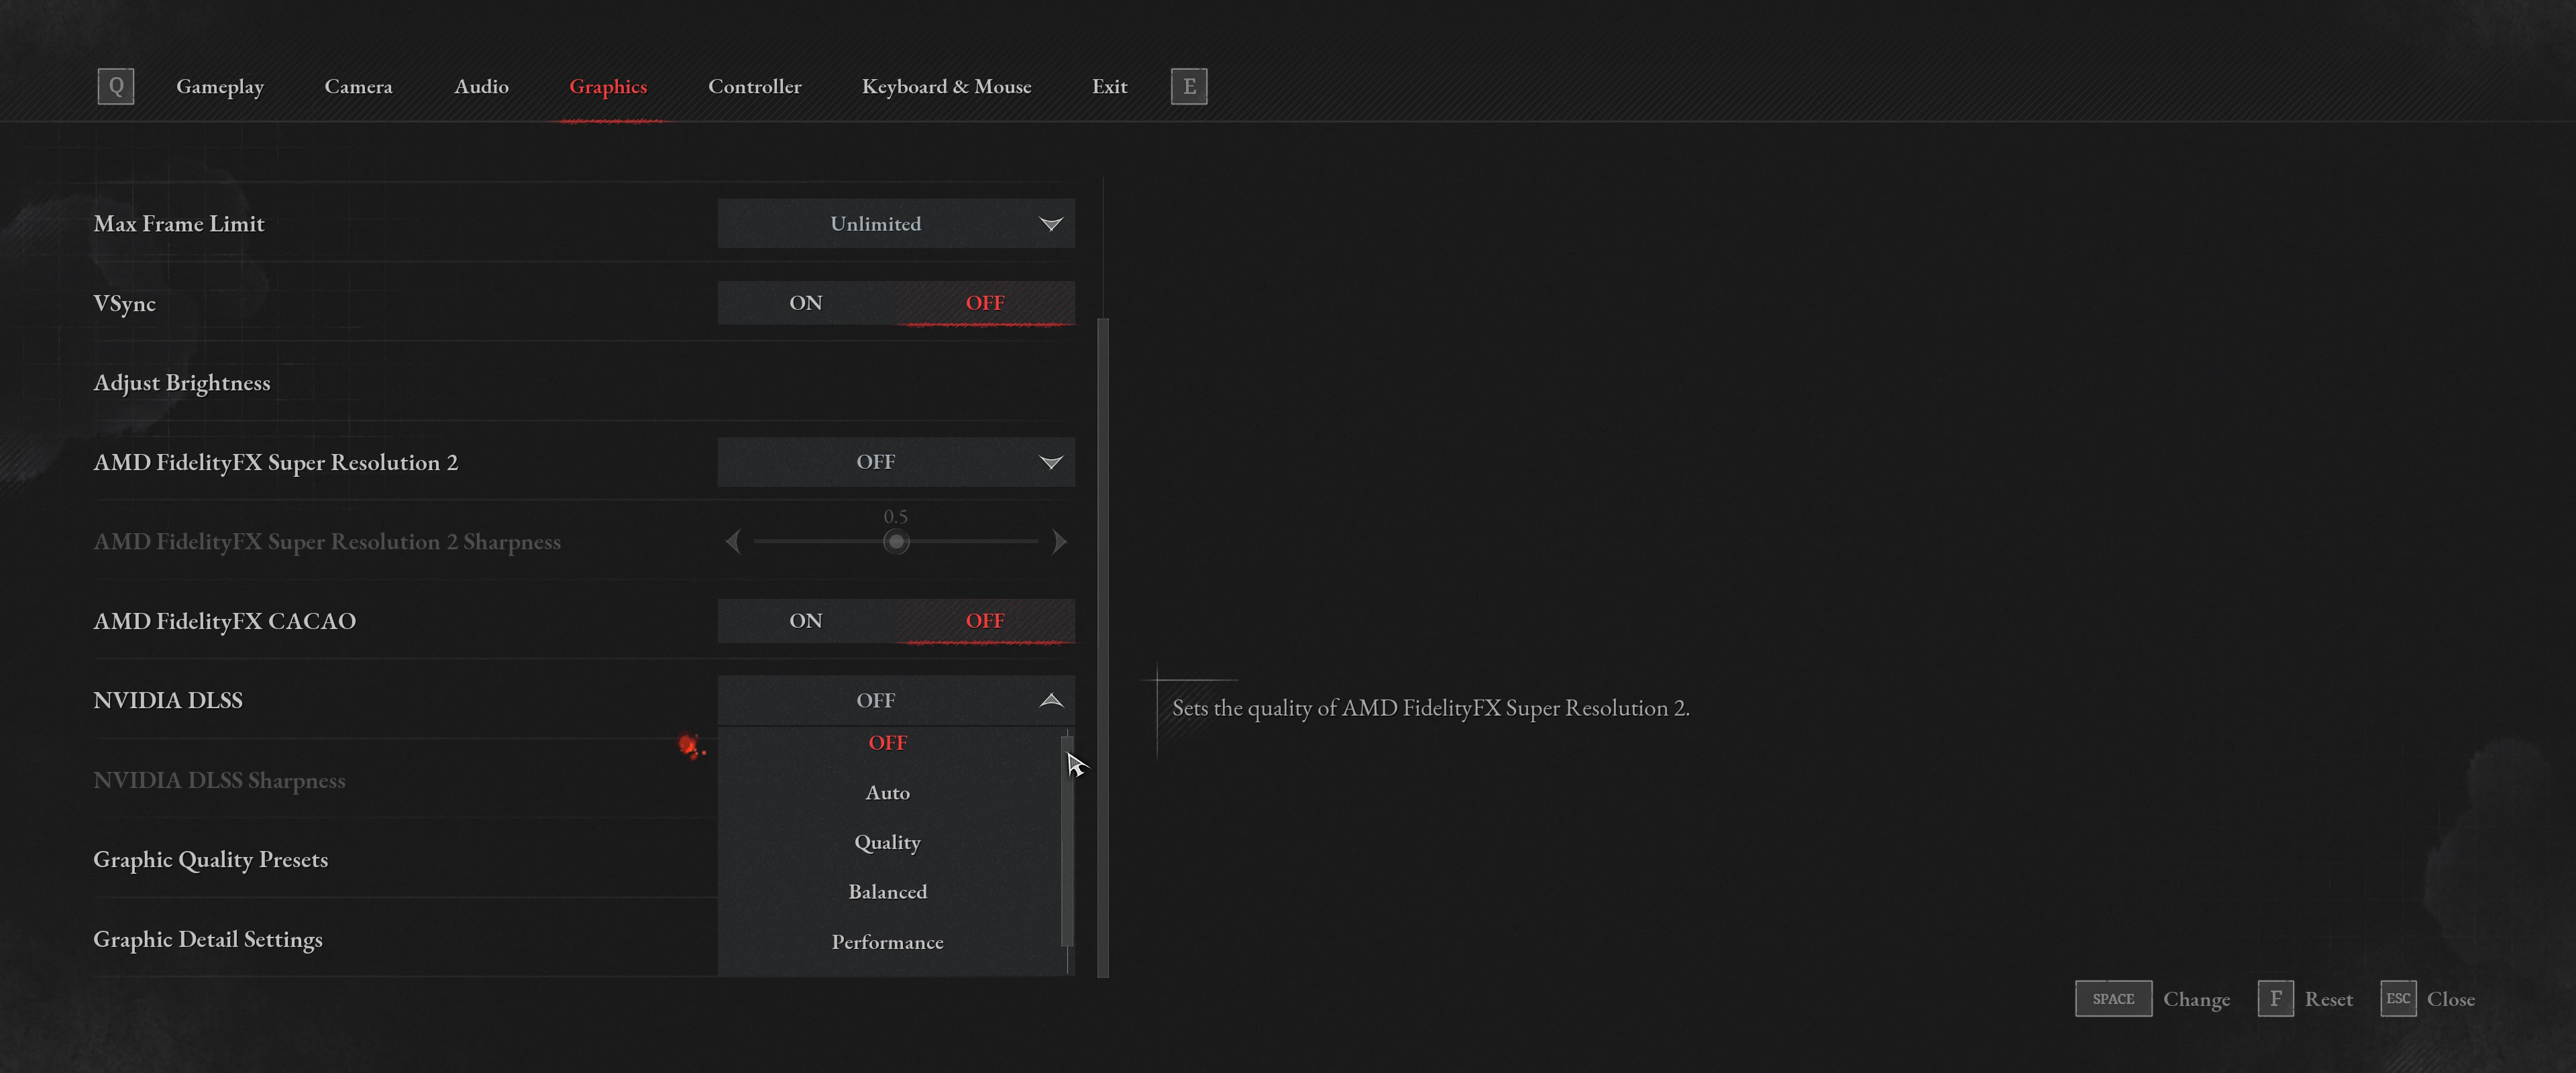 Q Gameplay Camera Audio Graphics Controller Keyboard & Mouse Exit E
Max Frame Limit Unlimited
VSync ON OFF
Adjust Brightness
AMD FidelityFX Super Resolution 2 OFF
0.5
AMD FidelityFX Super Resolution 2 Sharpness
AMD FidelityFX CACAO ON OFF
NVIDIA DLSS OFF
Sets the quality of AMD FidelityFX Super Resolution 2.
OFF
NVIDIA DLSS Sharpness
Auto
Quality
Graphic Quality Presets
Balanced
Graphic Detail Settings
Performance
SPACE Change F Reset ESC Close